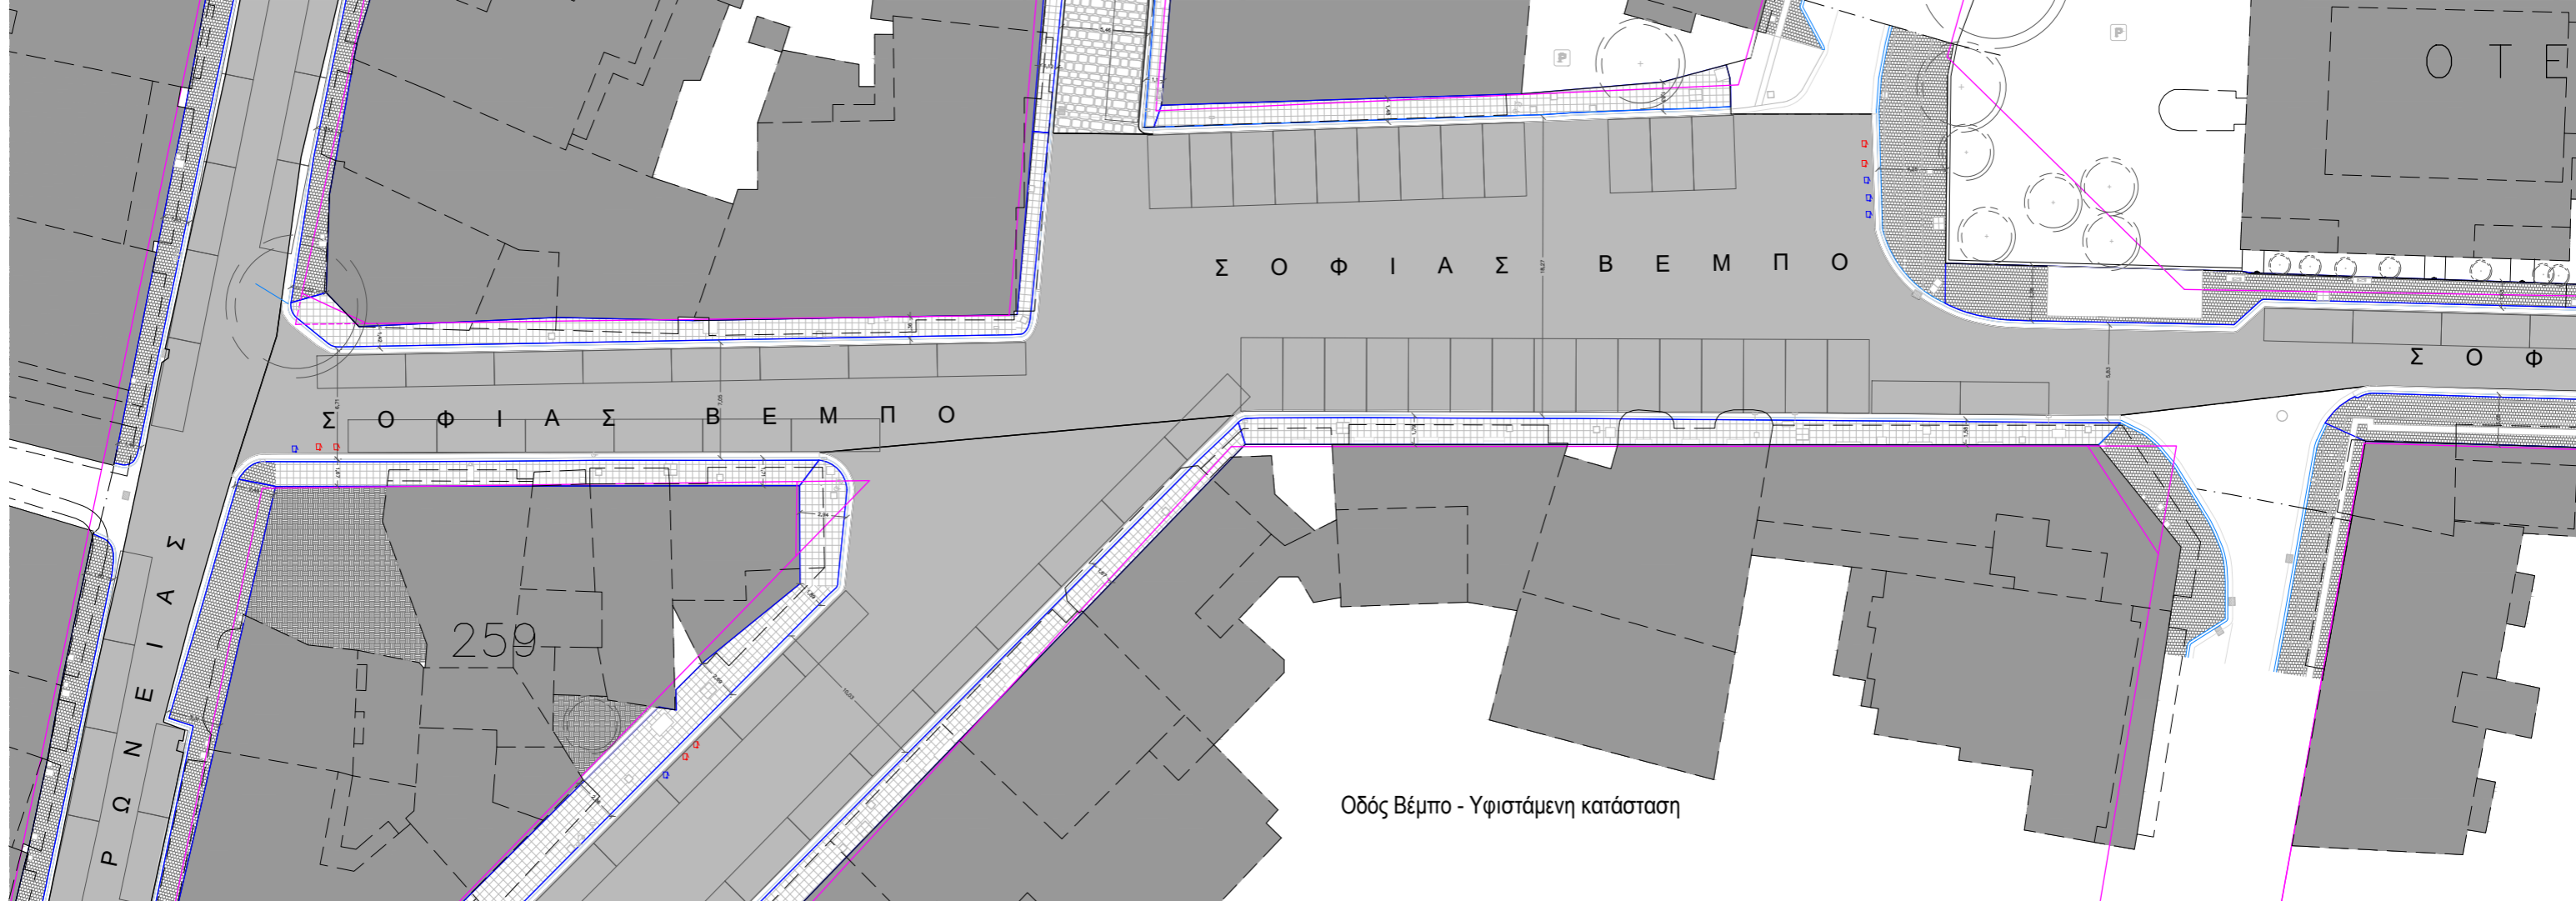 P
P
Ο Τ Ε
Σ Ο Φ Ι Α Σ Β Ε Μ Π Ο
Σ Ο Φ
Σ Ο Φ Ι Α Σ Β Ε Μ Π Ο
Ρ Ω Ν Ε Ι Α Σ
259
Οδός Βέμπο - Υφιστάμενη κατάσταση